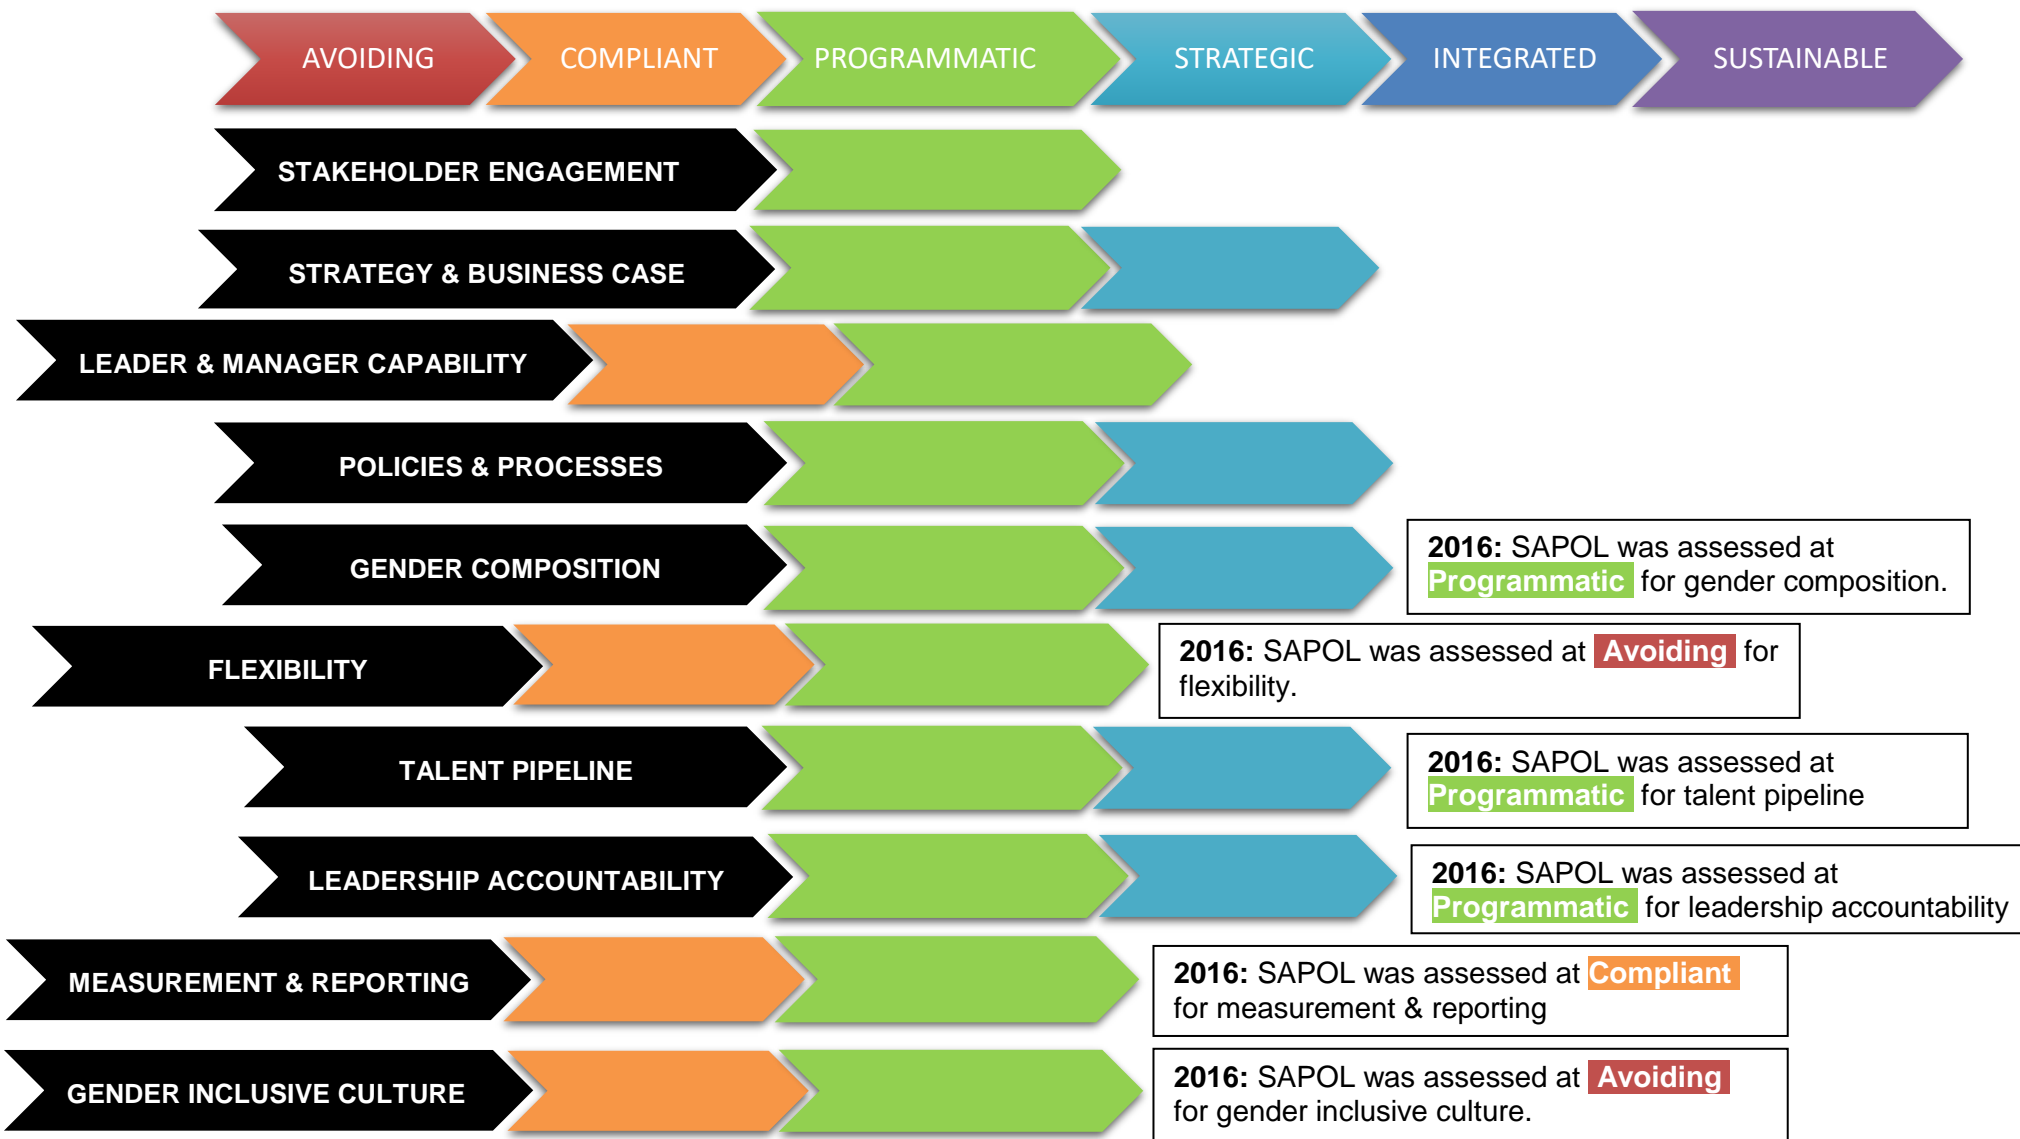 AVOIDING COMPLIANT PROGRAMMATIC STRATEGIC INTEGRATED SUSTAINABLE
STAKEHOLDER ENGAGEMENT
STRATEGY & BUSINESS CASE
LEADER & MANAGER CAPABILITY
POLICIES & PROCESSES
GENDER COMPOSITION
2016: SAPOL was assessed at
Programmatic for gender composition.
FLEXIBILITY
2016: SAPOL was assessed at Avoiding for
flexibility.
TALENT PIPELINE
2016: SAPOL was assessed at
Programmatic for talent pipeline
LEADERSHIP ACCOUNTABILITY
2016: SAPOL was assessed at
Programmatic for leadership accountability
MEASUREMENT & REPORTING
2016: SAPOL was assessed at Compliant
for measurement & reporting
GENDER INCLUSIVE CULTURE
2016: SAPOL was assessed at Avoiding
for gender inclusive culture.